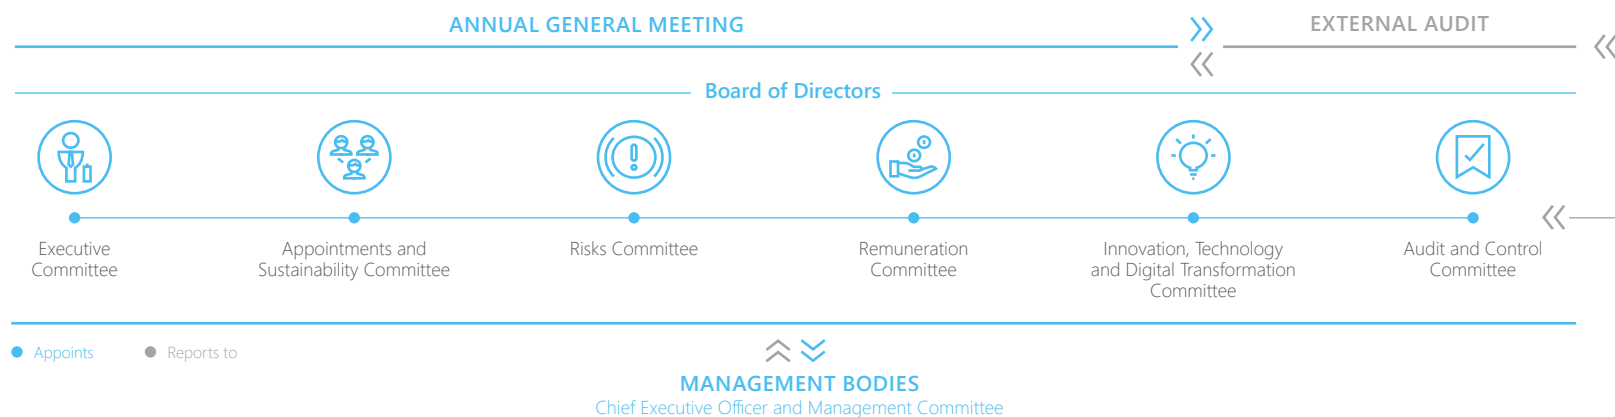 ANNUAL GENERAL MEETING
EXTERNAL AUDIT
Board of Directors
Executive
Committee
Appointments and
Sustainability Committee
Risks Committee
Remuneration
Committee
Innovation, Technology
and Digital Transformation
Committee
Audit and Control
Committee
Appoints
Reports to
MANAGEMENT BODIES
Chief Executive Officer and Management Committee